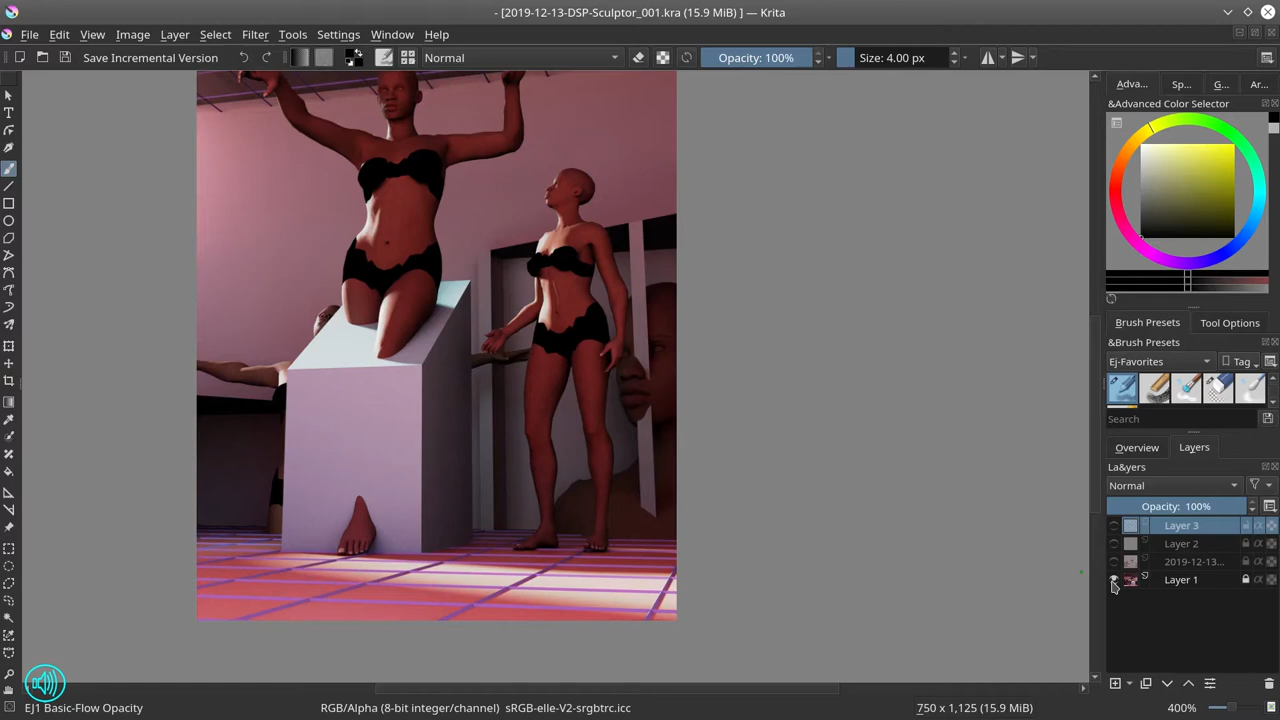 - [2019-12-13-DSP-Sculptor_001.kra (15.9 MiB) ] — Krita
File Edit View Image Layer Select Filter Tools Settings Window Help
Save Incremental Version Normal Opacity: 100% Size: 4.00 px
Adva... Sp... G... Ar...
&Advanced Color Selector
Brush Presets Tool Options
&Brush Presets
Ej-Favorites Tag
Search
Overview Layers
La&yers
Normal
Opacity: 100%
Layer 3
Layer 2
2019-12-13...
Layer 1
EJ1 Basic-Flow Opacity RGB/Alpha (8-bit integer/channel) sRGB-elle-V2-srgbtrc.icc 750 x 1,125 (15.9 MiB) 400%